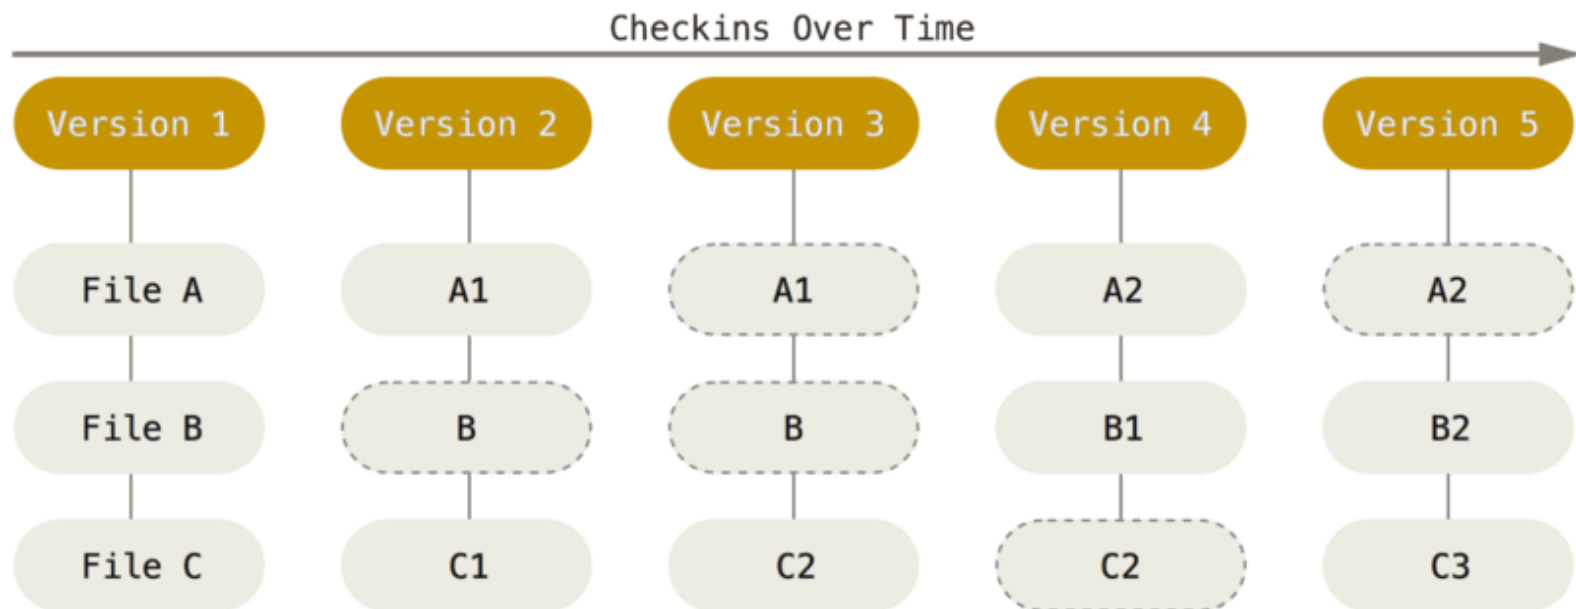 Checkins Over Time
Version 1 Version 2 Version 3 Version 4 Version 5
File A A1 A1 A2 A2
File B B B B1 B2
File C C1 C2 C2 C3